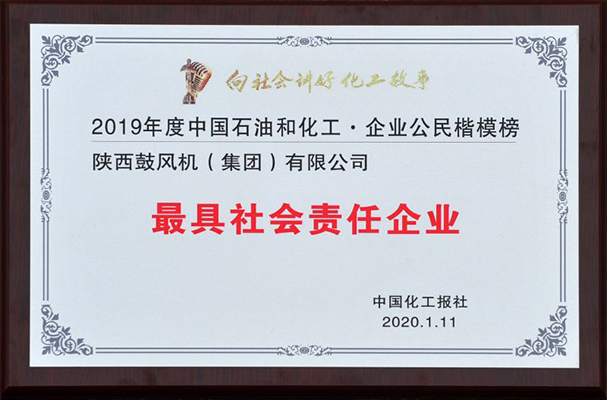 向社会讲好化工故事
2019年度中国石油和化工·企业公民楷模榜
陕西鼓风机（集团）有限公司
最具社会责任企业
中国化工报社
2020.1.11